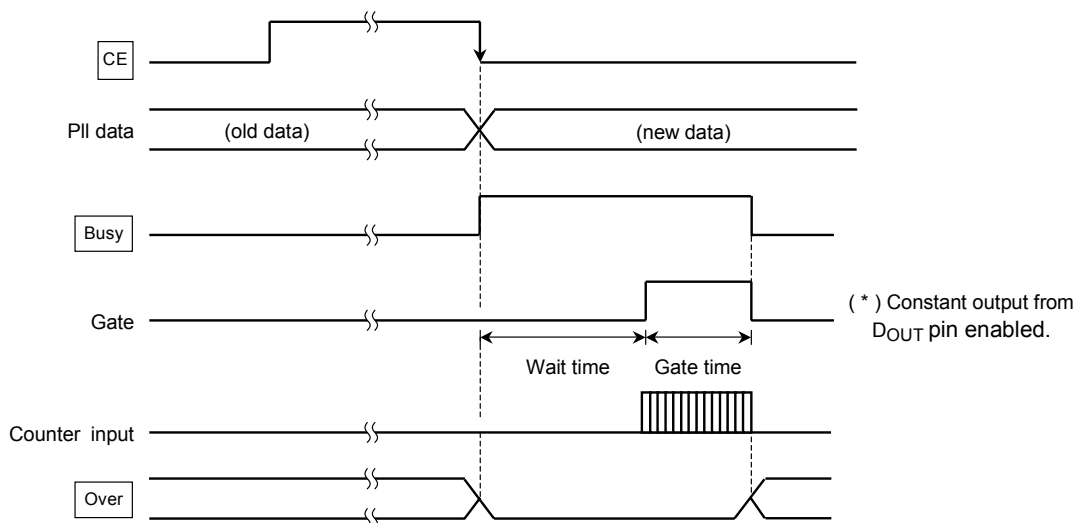 CE
Pll data
(old data)
(new data)
Busy
Gate
( * ) Constant output from
DOUT pin enabled.
Wait time
Gate time
Counter input
Over